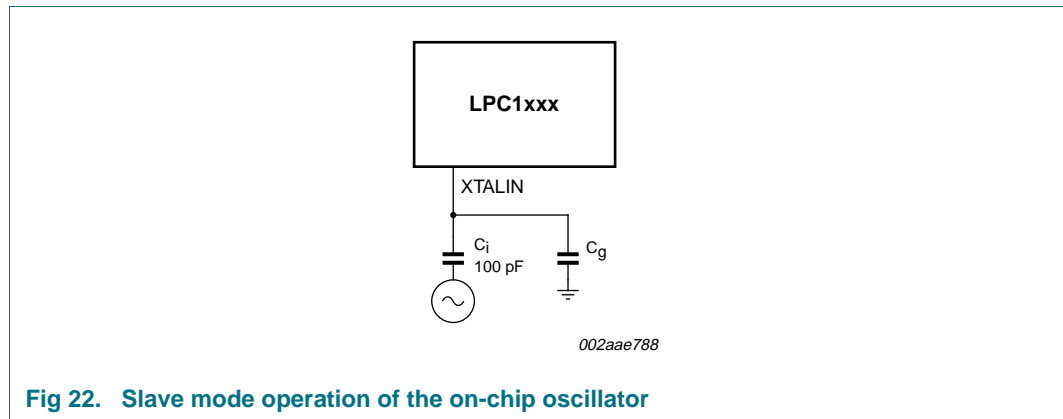 LPC1xxx
XTALIN
Ci
100 pF
Cg
002aae788
Fig 22. Slave mode operation of the on-chip oscillator